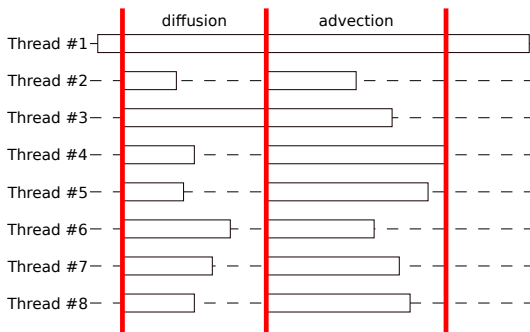 diffusion advection
Thread #1
Thread #2
Thread #3
Thread #4
Thread #5
Thread #6
Thread #7
Thread #8